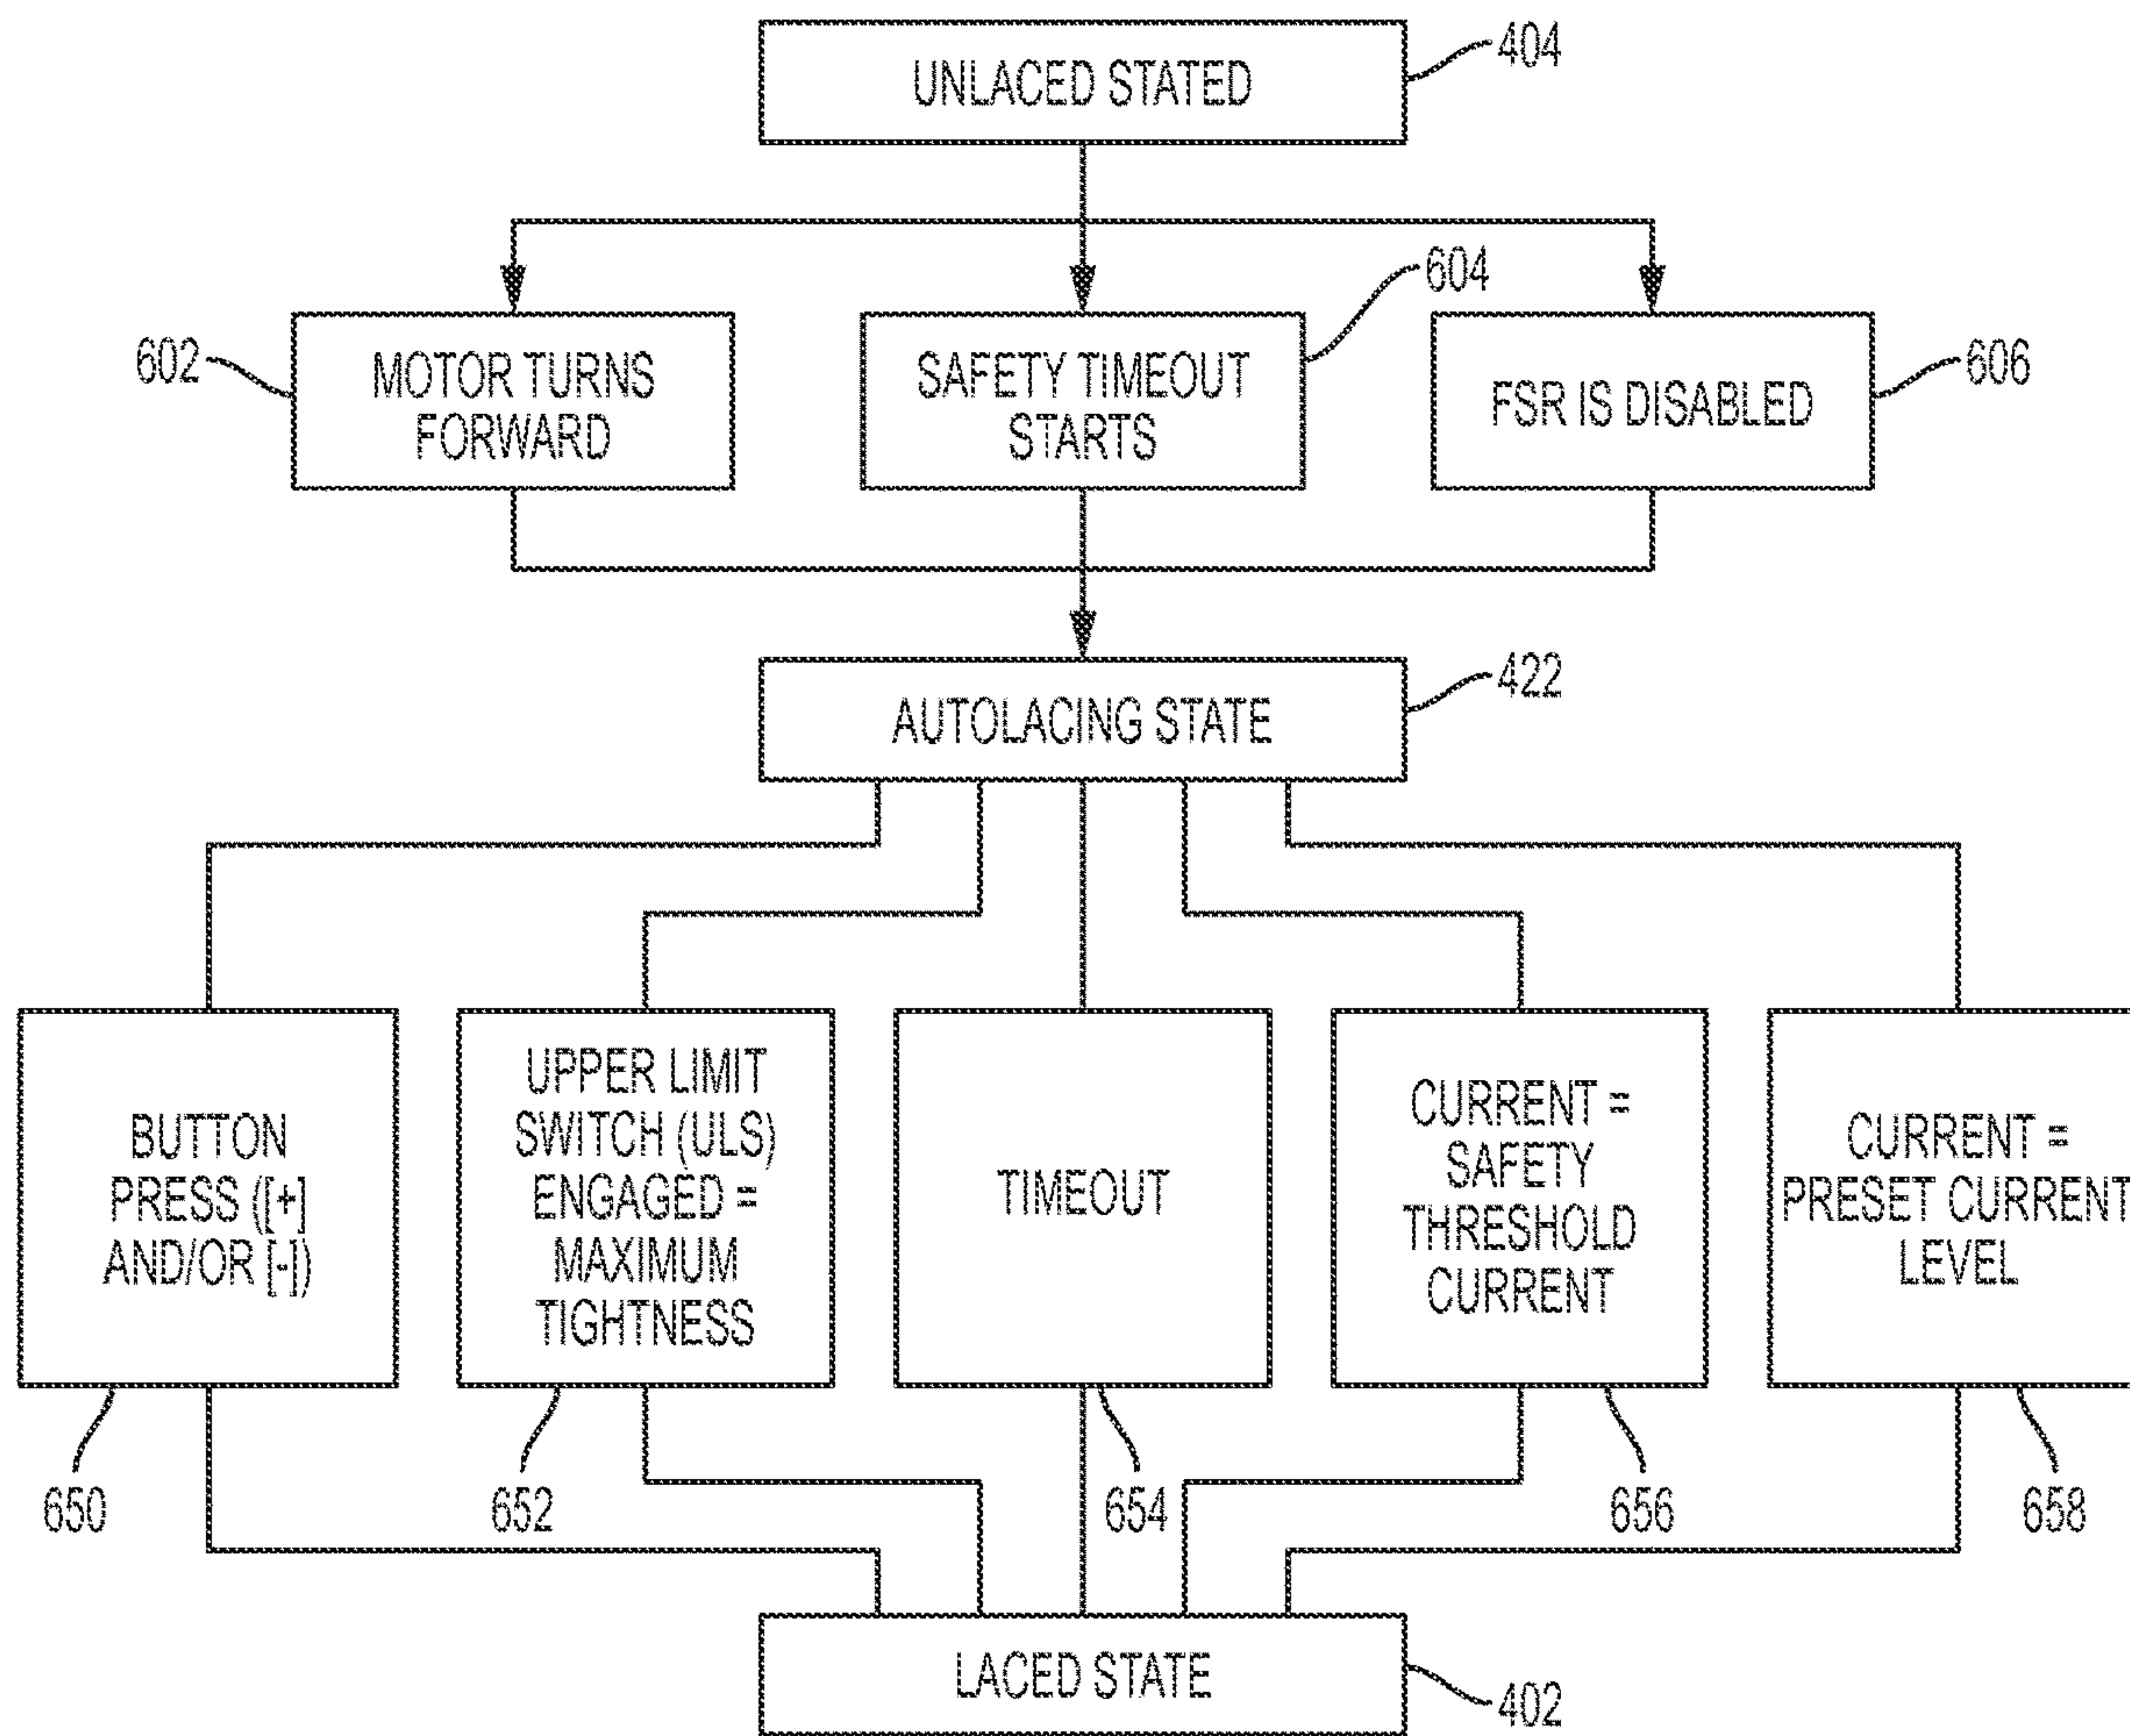 UNLACED STATED
404
MOTOR TURNS
FORWARD
602
SAFETY TIMEOUT
STARTS
604
FSR IS DISABLED
606
AUTOLACING STATE
422
BUTTON
PRESS ([+]
AND/OR [-])
650
UPPER LIMIT
SWITCH (ULS)
ENGAGED =
MAXIMUM
TIGHTNESS
652
TIMEOUT
654
CURRENT =
SAFETY
THRESHOLD
CURRENT
656
CURRENT =
PRESET CURRENT
LEVEL
658
LACED STATE
402